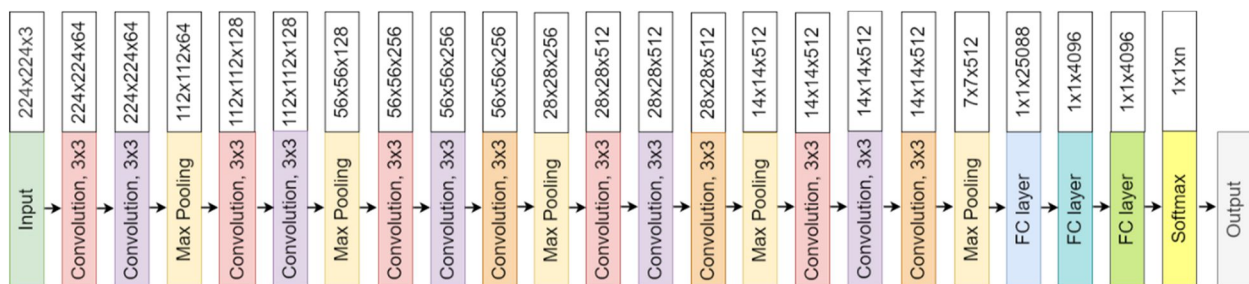 224x224x3
224x224x64
224x224x64
112x112x64
112x112x128
112x112x128
56x56x128
56x56x256
56x56x256
56x56x256
28x28x256
28x28x512
28x28x512
28x28x512
14x14x512
14x14x512
14x14x512
14x14x512
7x7x512
1x1x25088
1x1x4096
1x1x4096
1x1xn
Input
Convolution, 3x3
Convolution, 3x3
Max Pooling
Convolution, 3x3
Convolution, 3x3
Max Pooling
Convolution, 3x3
Convolution, 3x3
Convolution, 3x3
Max Pooling
Convolution, 3x3
Convolution, 3x3
Convolution, 3x3
Max Pooling
Convolution, 3x3
Convolution, 3x3
Convolution, 3x3
Max Pooling
FC layer
FC layer
FC layer
Softmax
Output